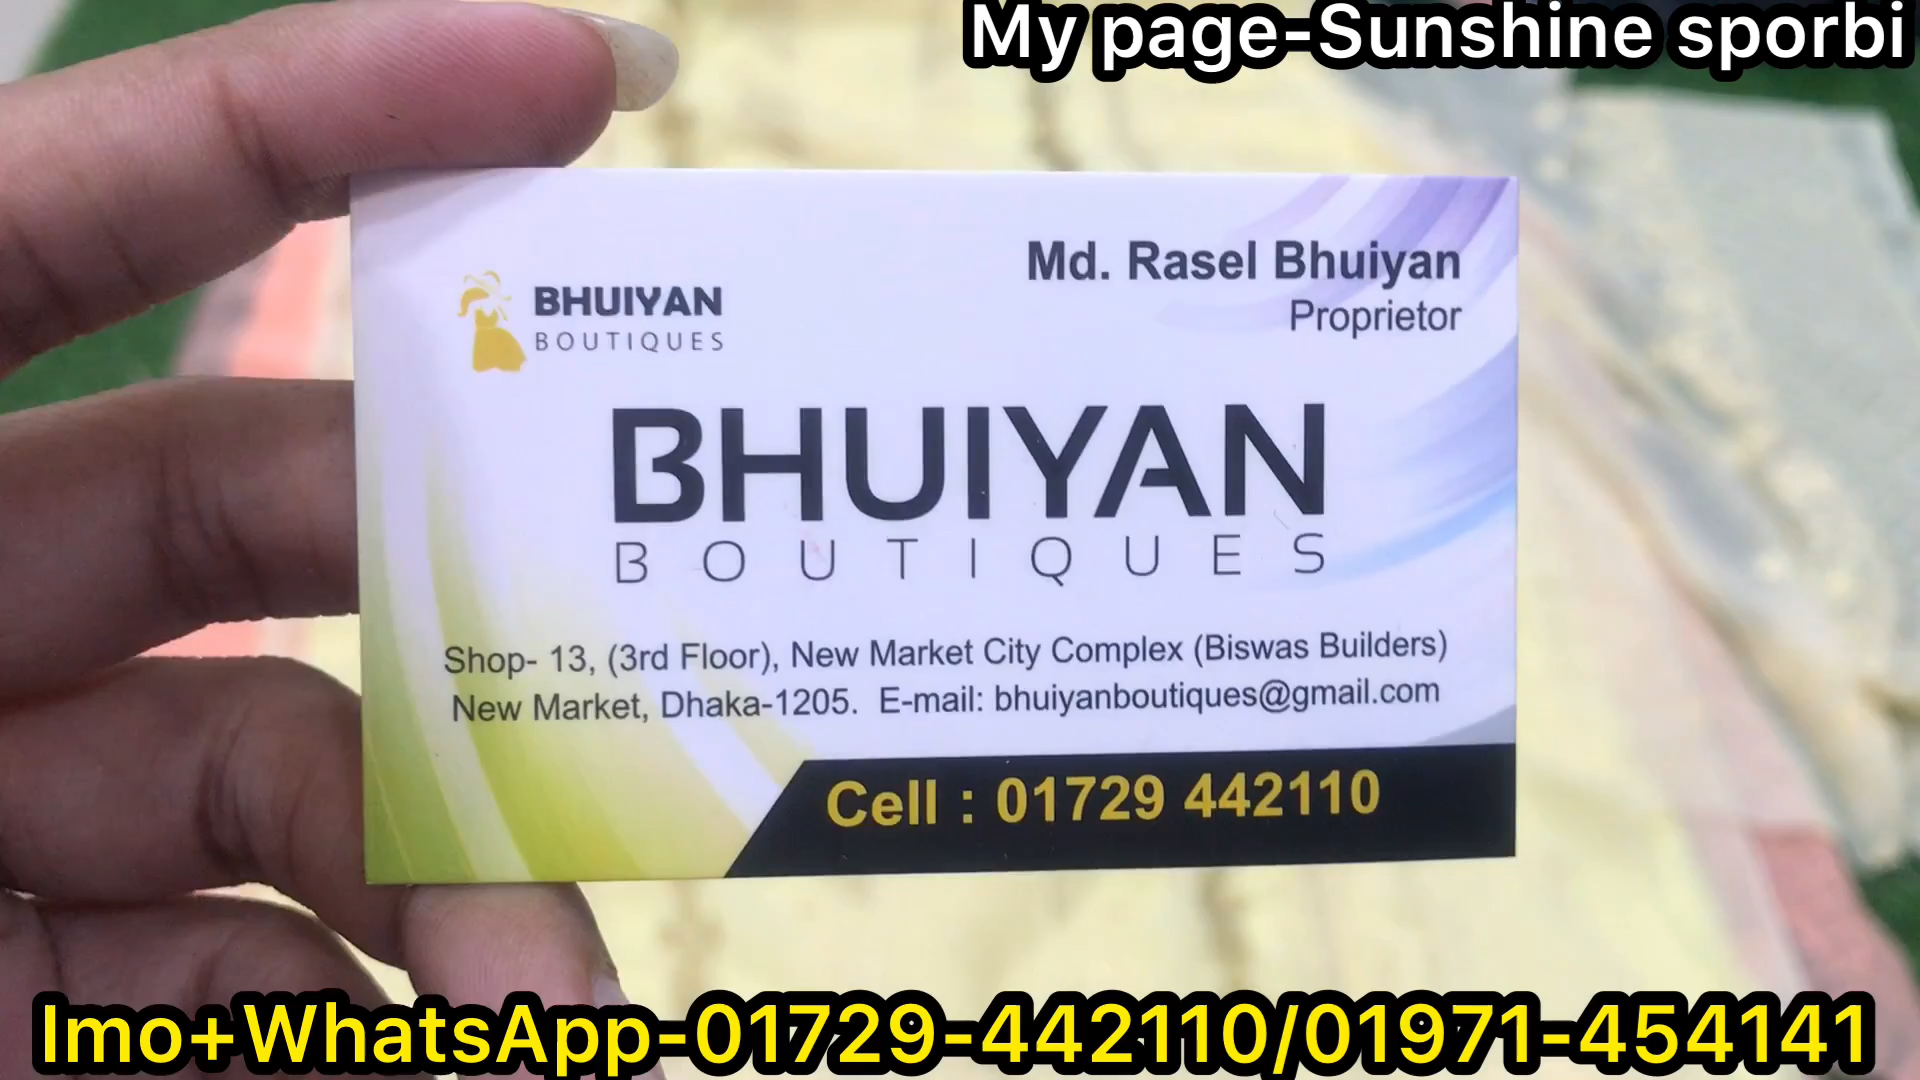 My page-Sunshine sporbi
Md. Rasel Bhuiyan
Proprietor
BHUIYAN
BOUTIQUES
BHUIYAN
BOUTIQUES
Shop- 13, (3rd Floor), New Market City Complex (Biswas Builders)
New Market, Dhaka-1205. E-mail: bhuiyanboutiques@gmail.com
Cell : 01729 442110
Imo+WhatsApp-01729-442110/01971-454141